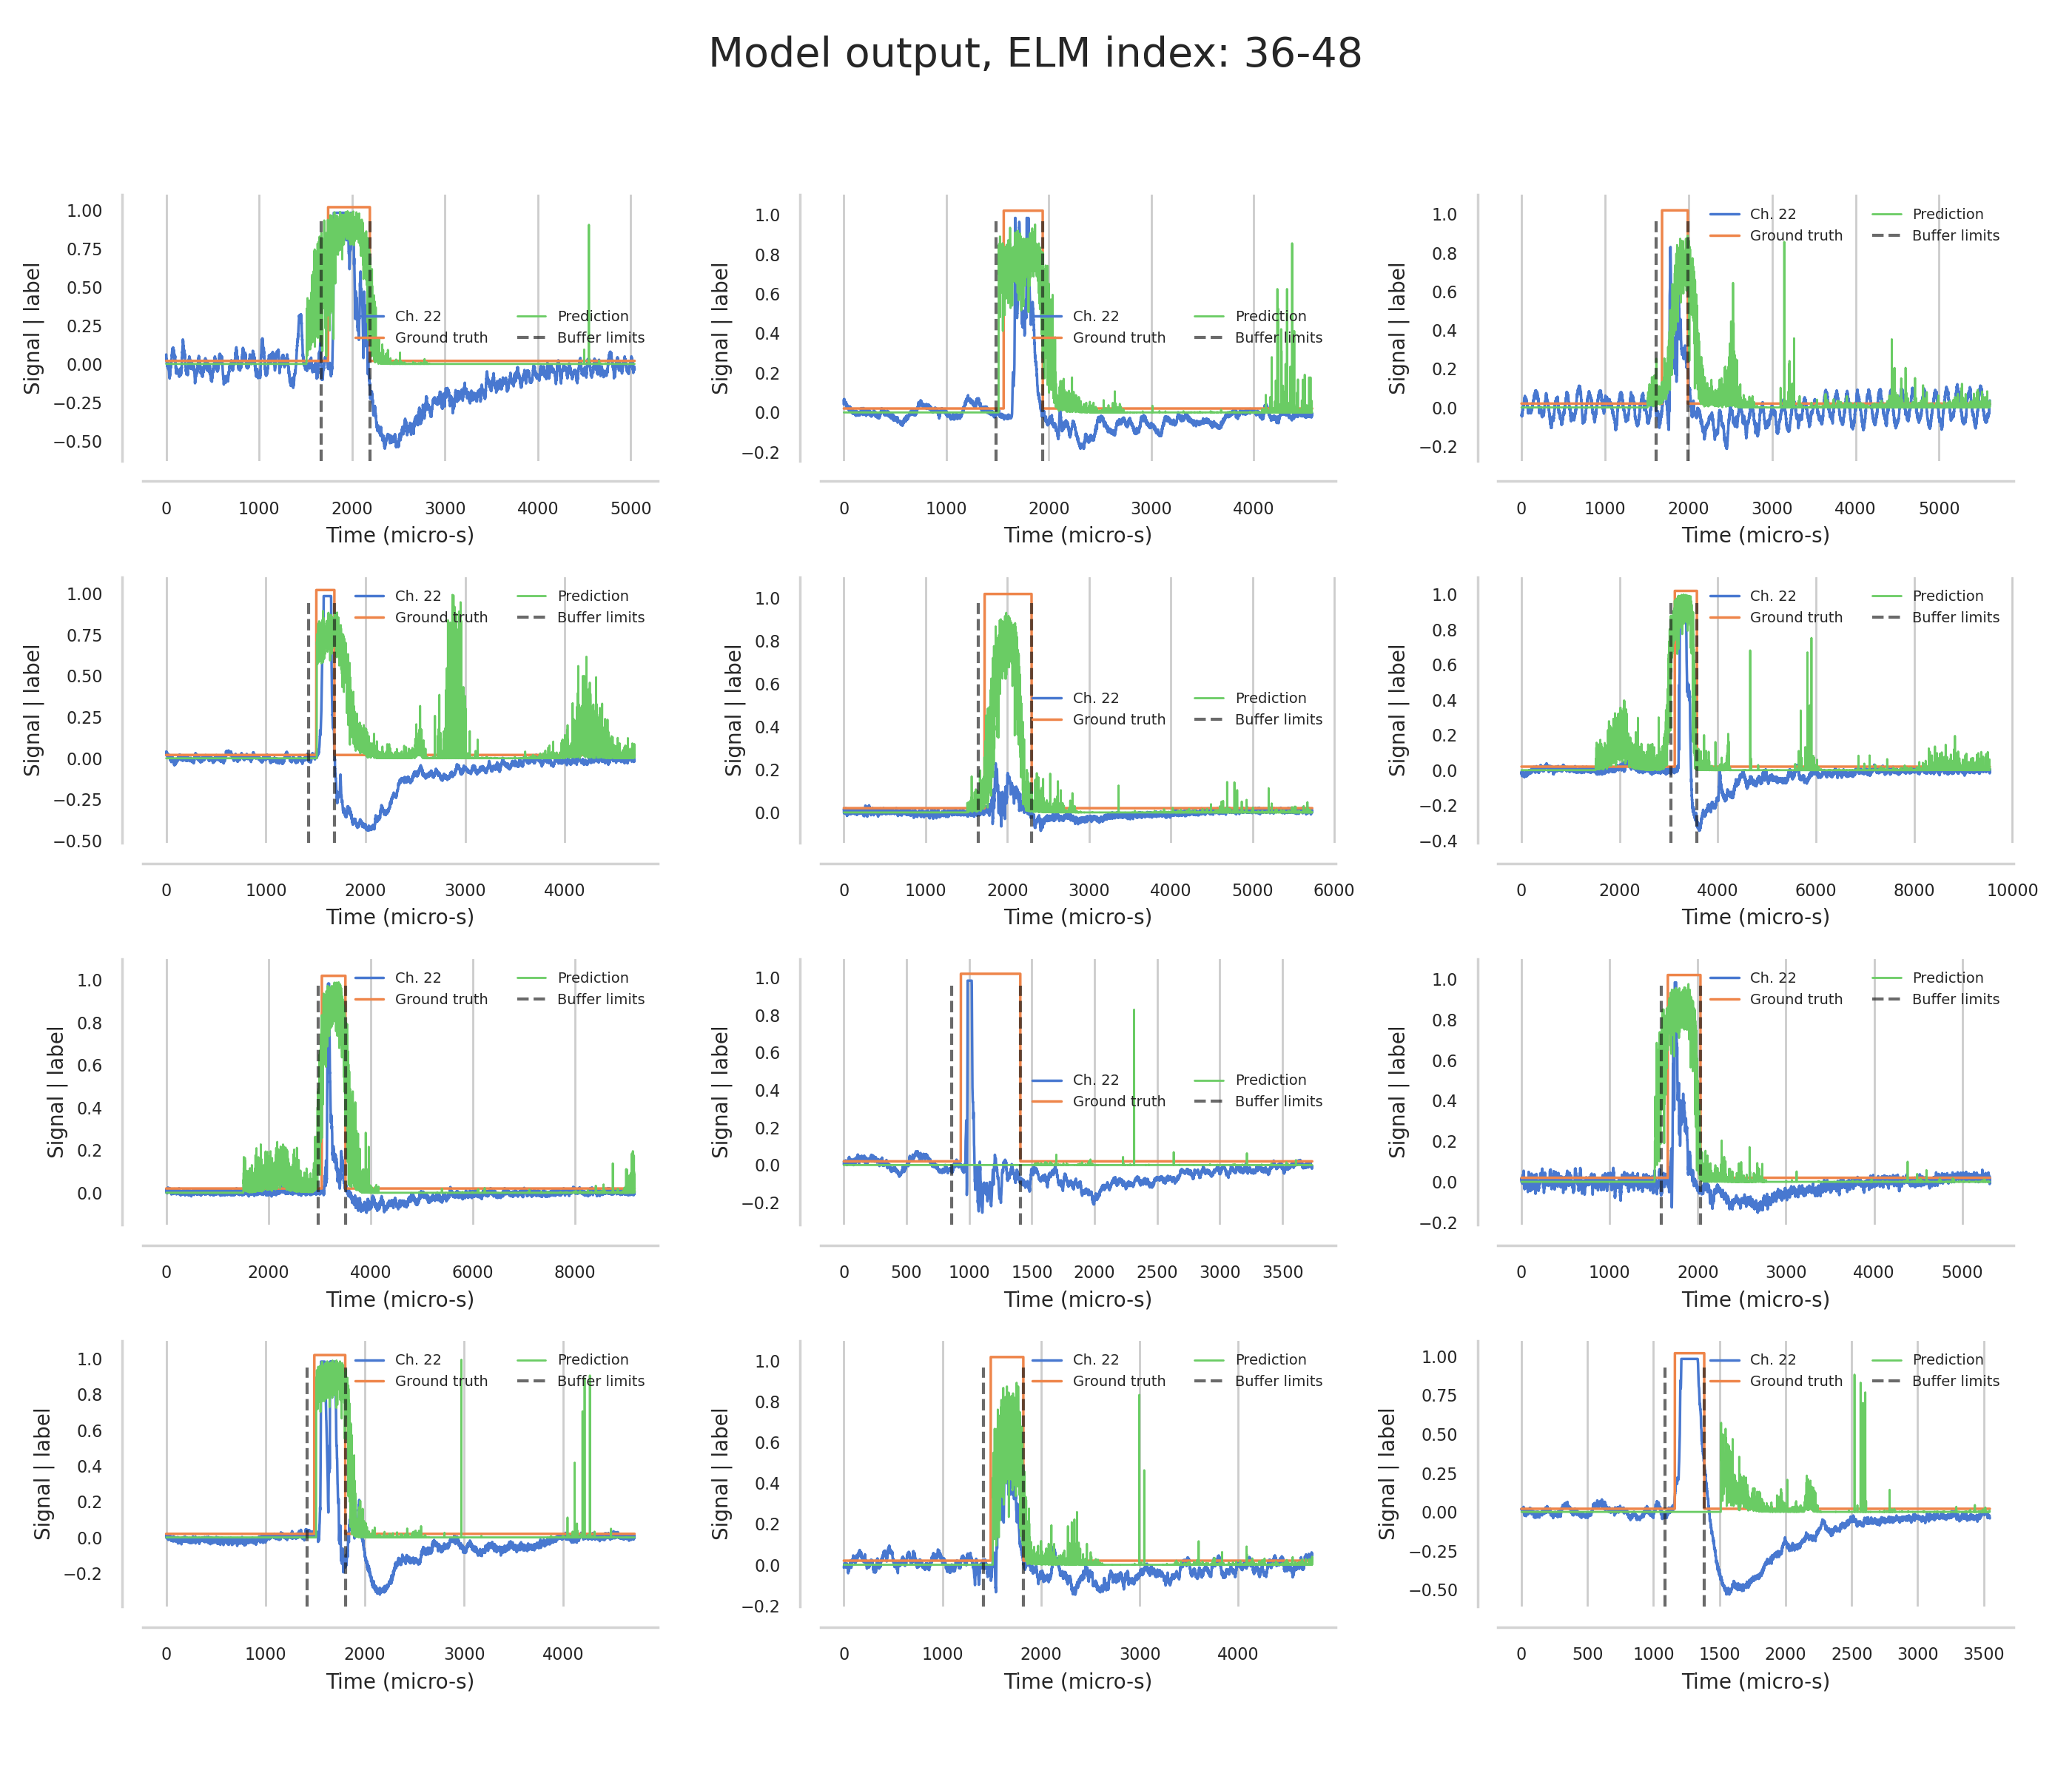 Model output, ELM index: 36-48
1.00
0.75
0.50
0.25
0.00
−0.25
−0.50
Signal | label
Ch. 22 Prediction
Ground truth Buffer limits
0 1000 2000 3000 4000 5000
Time (micro-s)
1.0
0.8
0.6
0.4
0.2
0.0
−0.2
Signal | label
Ch. 22 Prediction
Ground truth Buffer limits
0 1000 2000 3000 4000
Time (micro-s)
1.0
0.8
0.6
0.4
0.2
0.0
−0.2
Signal | label
Ch. 22 Prediction
Ground truth Buffer limits
0 1000 2000 3000 4000 5000
Time (micro-s)
1.00
0.75
0.50
0.25
0.00
−0.25
−0.50
Signal | label
Ch. 22 Prediction
Ground truth Buffer limits
0 1000 2000 3000 4000
Time (micro-s)
1.0
0.8
0.6
0.4
0.2
0.0
Signal | label
Ch. 22 Prediction
Ground truth Buffer limits
0 1000 2000 3000 4000 5000 6000
Time (micro-s)
1.0
0.8
0.6
0.4
0.2
0.0
−0.2
−0.4
Signal | label
Ch. 22 Prediction
Ground truth Buffer limits
0 2000 4000 6000 8000 10000
Time (micro-s)
1.0
0.8
0.6
0.4
0.2
0.0
Signal | label
Ch. 22 Prediction
Ground truth Buffer limits
0 2000 4000 6000 8000
Time (micro-s)
1.0
0.8
0.6
0.4
0.2
0.0
−0.2
Signal | label
Ch. 22 Prediction
Ground truth Buffer limits
0 500 1000 1500 2000 2500 3000 3500
Time (micro-s)
1.0
0.8
0.6
0.4
0.2
0.0
−0.2
Signal | label
Ch. 22 Prediction
Ground truth Buffer limits
0 1000 2000 3000 4000 5000
Time (micro-s)
1.0
0.8
0.6
0.4
0.2
0.0
−0.2
Signal | label
Ch. 22 Prediction
Ground truth Buffer limits
0 1000 2000 3000 4000
Time (micro-s)
1.0
0.8
0.6
0.4
0.2
0.0
−0.2
Signal | label
Ch. 22 Prediction
Ground truth Buffer limits
0 1000 2000 3000 4000
Time (micro-s)
1.00
0.75
0.50
0.25
0.00
−0.25
−0.50
Signal | label
Ch. 22 Prediction
Ground truth Buffer limits
0 500 1000 1500 2000 2500 3000 3500
Time (micro-s)